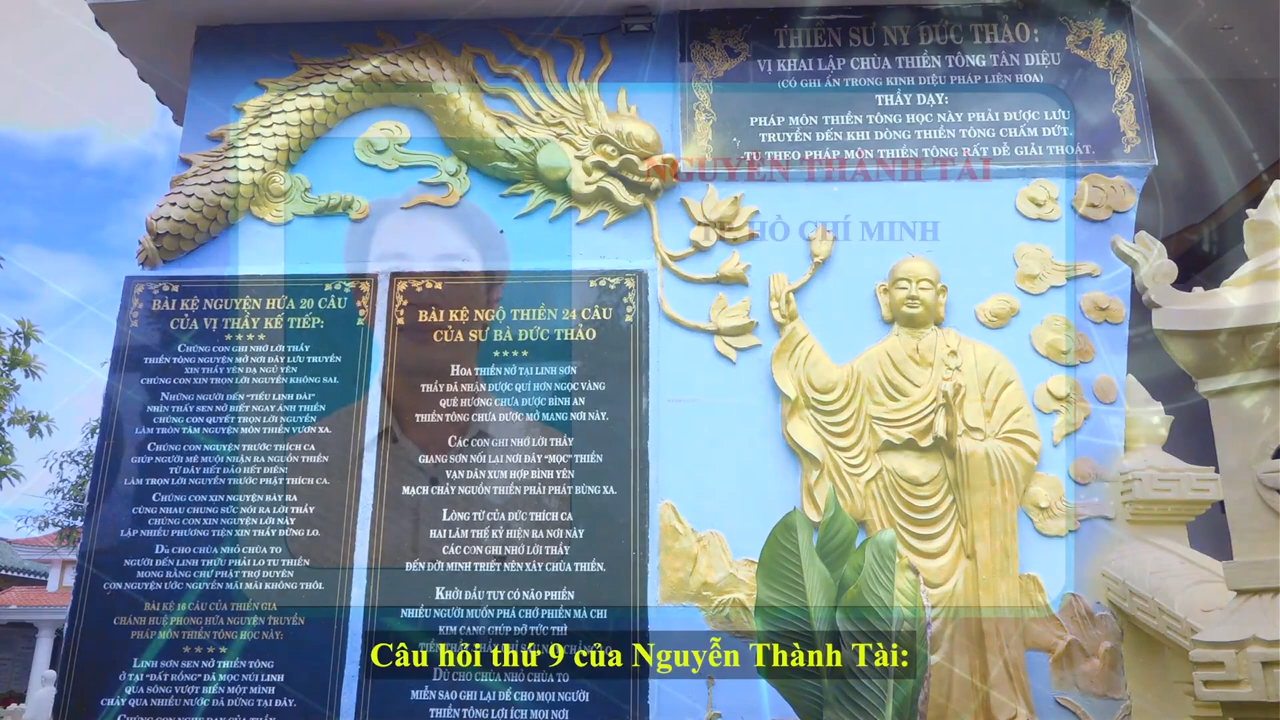 THIỀN SƯ NY ĐỨC THẢO:
VỊ KHAI LẬP CHÙA THIỀN TÔNG TÂN DIỆU
(CÓ GHI ẨN TRONG KINH DIỆU PHÁP LIÊN HOA)
THẦY DẠY:
PHÁP MÔN THIỀN TÔNG HỌC NÀY PHẢI ĐƯỢC LƯU
TRUYỀN ĐẾN KHI DÒNG THIỀN TÔNG CHẤM DỨT.
-TU THEO PHÁP MÔN THIỀN TÔNG RẤT DỄ GIẢI THOÁT.
NGUYỄN THÀNH TÀI
HỒ CHÍ MINH
BÀI KỆ NGUYỆN HỨA 20 CÂU
CỦA VỊ THẦY KẾ TIẾP:
****
CHÚNG CON GHI NHỚ LỜI THẦY
THIỀN TÔNG NGUYỆN MỞ NƠI ĐÂY LƯU TRUYỀN
XIN THẦY YÊN DẠ NGỦ YÊN
CHÚNG CON XIN TRỌN LỜI NGUYỀN KHÔNG SAI.
NHỮNG NGƯỜI ĐẾN "TIỂU LINH ĐÀI"
NHÌN THẤY SEN NỞ BIẾT NGAY ÁNH THIỀN
CHÚNG CON QUYẾT TRỌN LỜI NGUYỀN
LÀM TRÒN TÂM NGUYỆN MÔN THIỀN VƯƠN XA.
CHÚNG CON NGUYỆN TRƯỚC THÍCH CA
GIÚP NGƯỜI MÊ MUỘI NHẬN RA NGUỒN THIỀN
TỪ ĐÂY HẾT ĐẢO HẾT ĐIÊN!
LÀM TRỌN LỜI NGUYỀN TRƯỚC PHẬT THÍCH CA.
CHÚNG CON XIN NGUYỆN BÀY RA
CÙNG NHAU CHUNG SỨC NÓI RA LỜI THẦY
CHÚNG CON XIN NGUYỆN LỜI NÀY
LẬP NHIỀU PHƯƠNG TIỆN XIN THẦY ĐỪNG LO.
DÙ CHO CHÙA NHỎ CHÙA TO
NGƯỜI ĐẾN LINH THỨU PHẢI LO TU THIỀN
MONG RẰNG CHƯ PHẬT TRỢ DUYÊN
CON NGUYỆN ƯỚC NGUYỀN MÃI MÃI KHÔNG THÔI.
BÀI KỆ 16 CÂU CỦA THIỀN GIA
CHÁNH HUỆ PHONG HỨA NGUYỆN TRUYỀN
PHÁP MÔN THIỀN TÔNG HỌC NÀY:
****
LINH SƠN SEN NỞ THIỀN TÔNG
Ở TẠI "ĐẤT RỒNG" ĐÃ MỌC NÚI LINH
QUA SÔNG VƯỢT BIỂN MỘT MÌNH
CHẢY QUA NHIỀU NƯỚC ĐÃ DỪNG TẠI ĐÂY.
BÀI KỆ NGỘ THIỀN 24 CÂU
CỦA SƯ BÀ ĐỨC THẢO
****
HOA THIỀN NỞ TẠI LINH SƠN
THẦY ĐÃ NHẬN ĐƯỢC QUÍ HƠN NGỌC VÀNG
QUÊ HƯƠNG CHƯA ĐƯỢC BÌNH AN
THIỀN TÔNG CHƯA ĐƯỢC MỞ MANG NƠI NÀY.
CÁC CON GHI NHỚ LỜI THẦY
GIANG SƠN NỐI LẠI NƠI ĐÂY "MỌC" THIỀN
VẠN DÂN XUM HỢP BÌNH YÊN
MẠCH CHẢY NGUỒN THIỀN PHẢI PHÁT BÙNG XA.
LÒNG TỪ CỦA ĐỨC THÍCH CA
HAI LĂM THẾ KỶ HIỆN RA NƠI NÀY
CÁC CON GHI NHỚ LỜI THẦY
ĐẾN ĐỜI MINH TRIẾT NÊN XÂY CHÙA THIỀN.
KHỞI ĐẦU TUY CÓ NÃO PHIỀN
NHIỀU NGƯỜI MUỐN PHÁ CHỚ PHIỀN MÀ CHI
KIM CANG GIÚP ĐỠ TỨC THÌ
DÙ CHO CHÙA NHỎ CHÙA TO
MIỄN SAO GHI LẠI ĐỂ CHO MỌI NGƯỜI
THIỀN TÔNG LỢI ÍCH MỌI NƠI
Câu hỏi thứ 9 của Nguyễn Thành Tài: